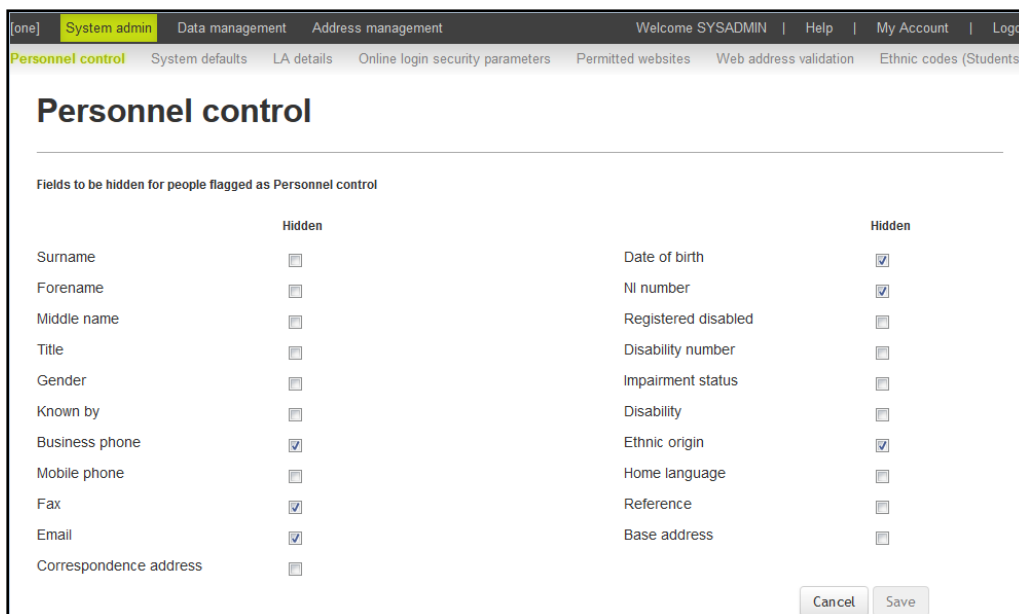 [one] System admin Data management Address management Welcome SYSADMIN | Help | My Account |
Personnel control System defaults LA details Online login security parameters Permitted websites Web address validation Ethnic codes (Students
Personnel control
Fields to be hidden for people flagged as Personnel control
Hidden Hidden
Surname Date of birth
Forename NI number
Middle name Registered disabled
Title Disability number
Gender Impairment status
Known by Disability
Business phone Ethnic origin
Mobile phone Home language
Fax Reference
Email Base address
Correspondence address
Cancel Save